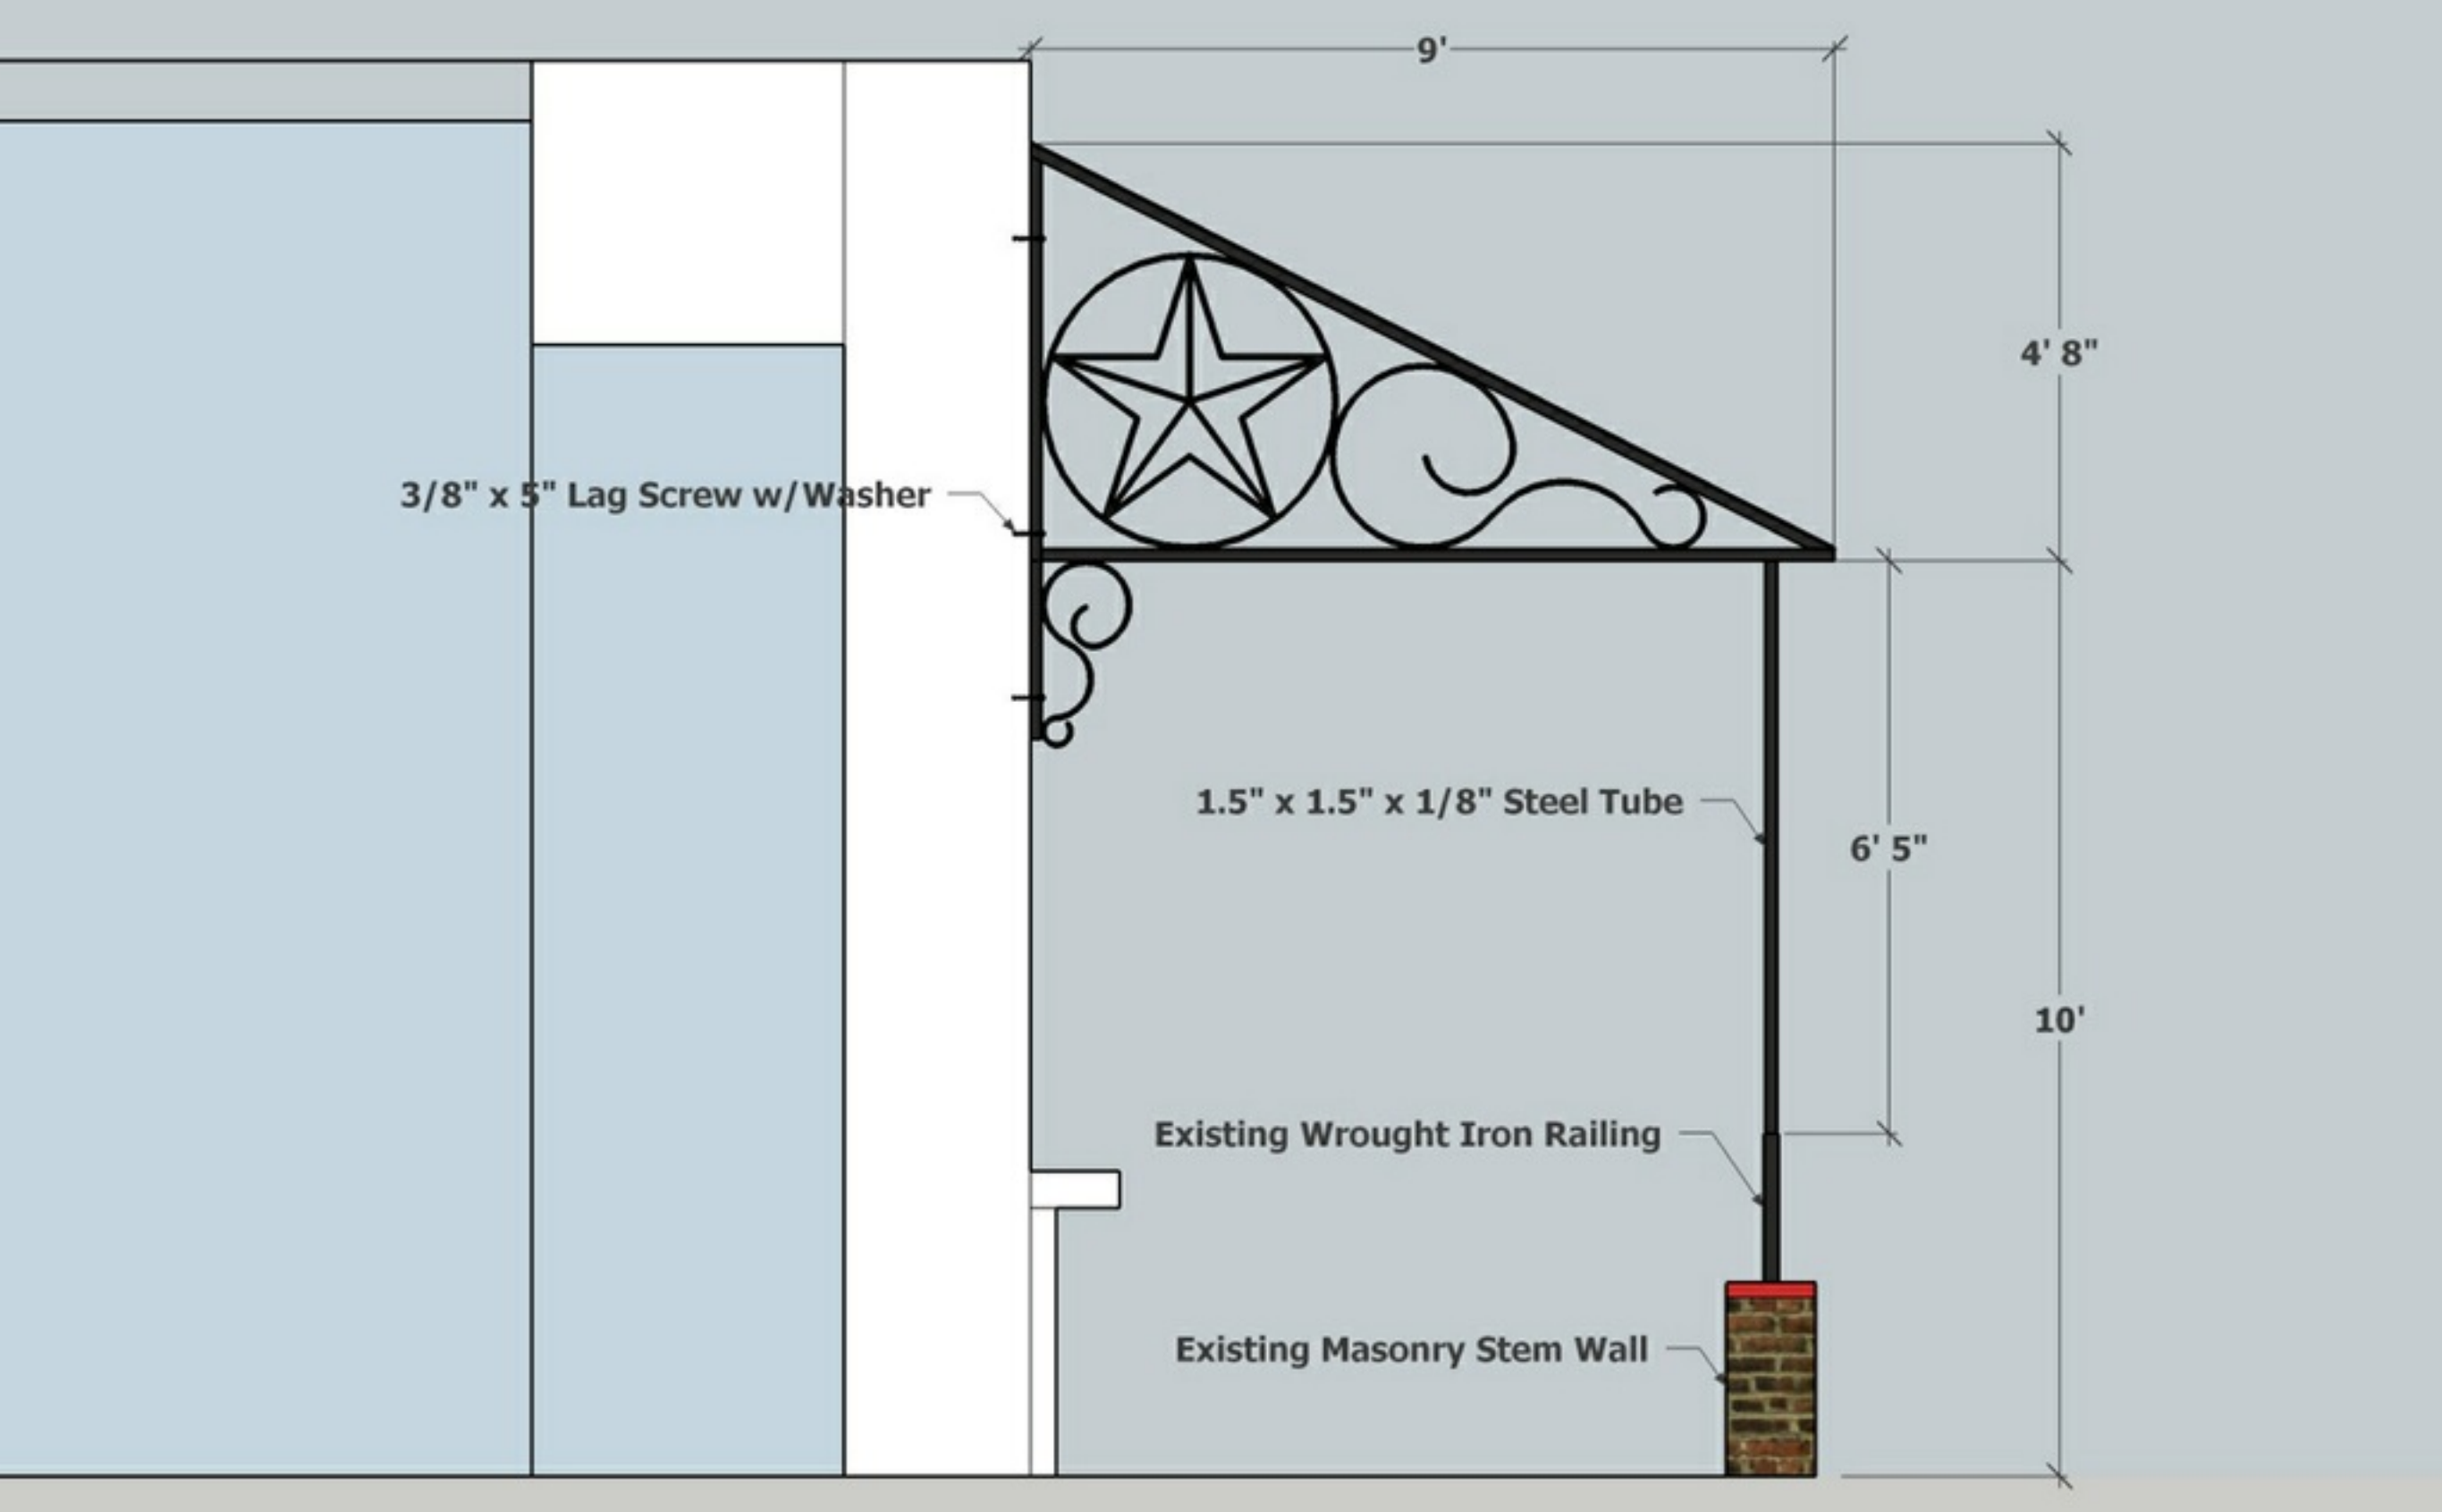 9'
4' 8"
3/8" x 5" Lag Screw w/Washer
1.5" x 1.5" x 1/8" Steel Tube
6' 5"
10'
Existing Wrought Iron Railing
Existing Masonry Stem Wall